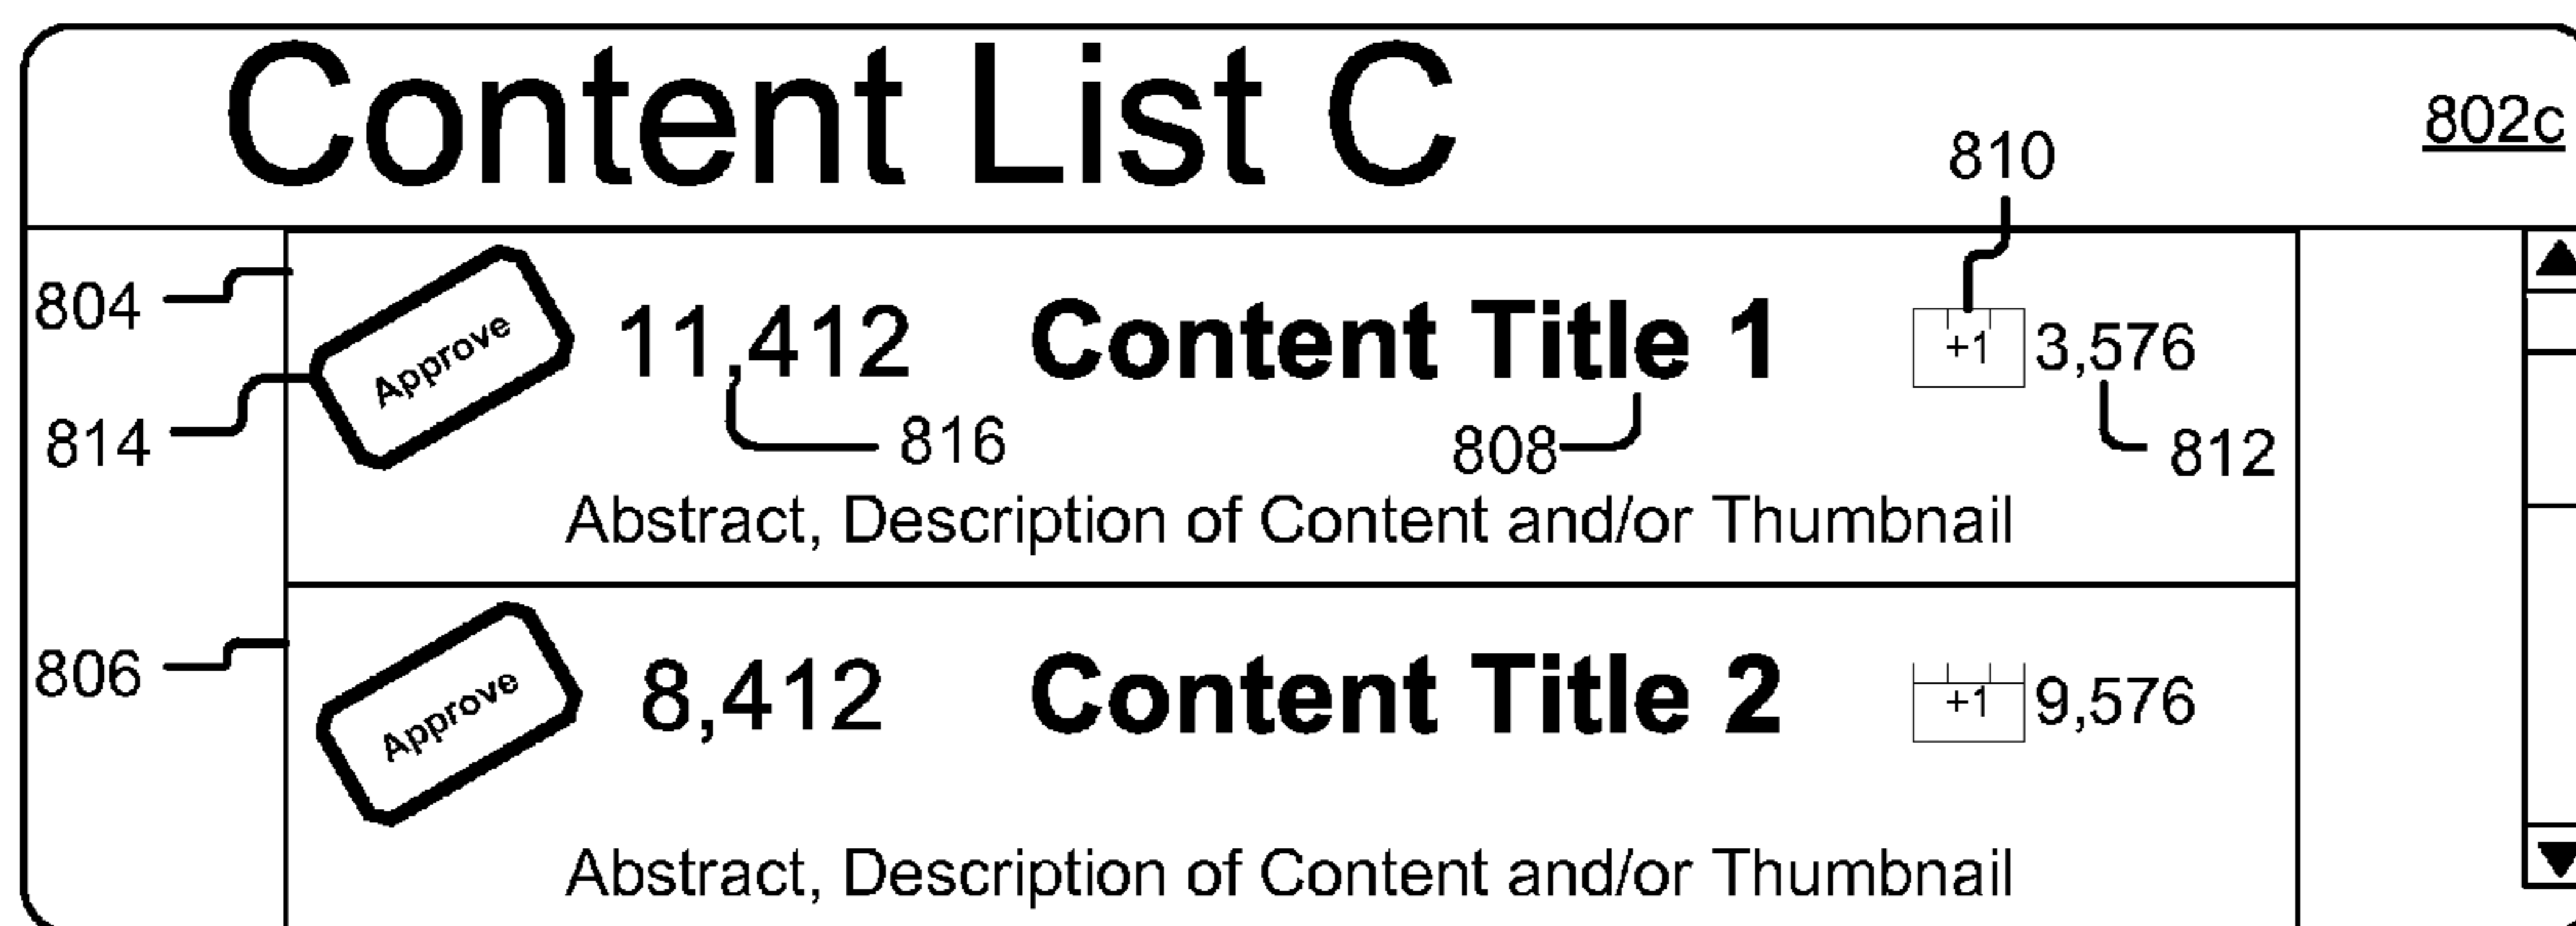 Content List C
802c
810
804
Approve 11,412 Content Title 1 +1 3,576
814
816
808
812
Abstract, Description of Content and/or Thumbnail
806
Approve 8,412 Content Title 2 +1 9,576
Abstract, Description of Content and/or Thumbnail